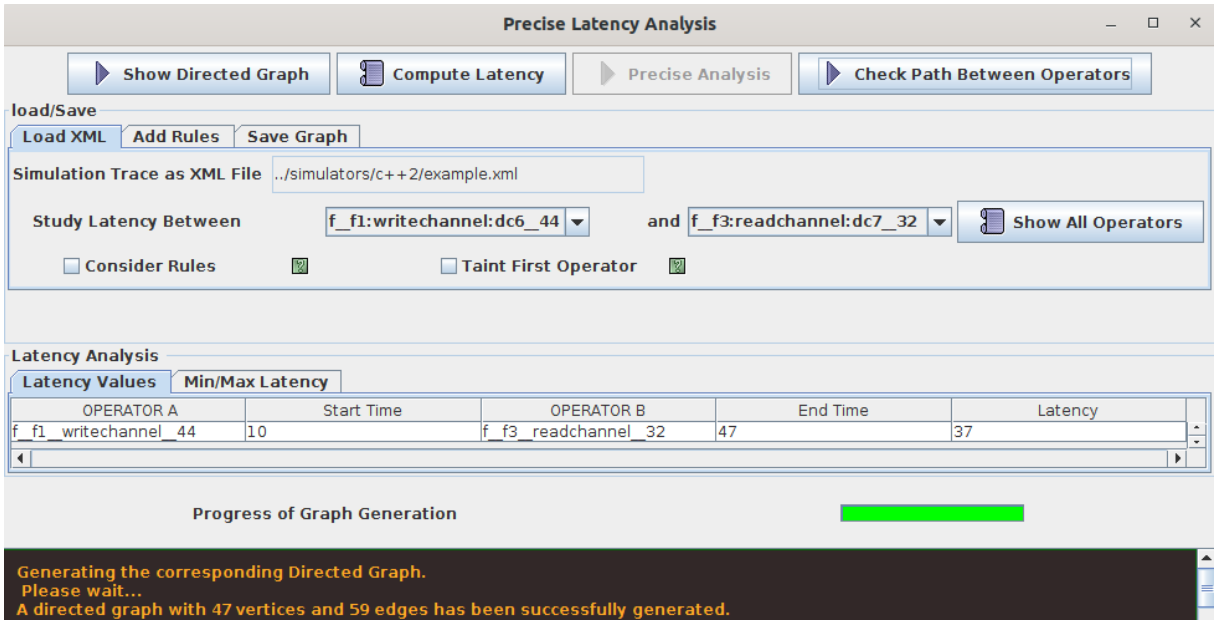 Precise Latency Analysis
Show Directed Graph Compute Latency Precise Analysis Check Path Between Operators
load/Save
Load XML Add Rules Save Graph
Simulation Trace as XML File ../simulators/c++2/example.xml
Study Latency Between f__f1:writechannel:dc6__44 and f__f3:readchannel:dc7__32 Show All Operators
Consider Rules ? Taint First Operator ?
Latency Analysis
Latency Values Min/Max Latency
OPERATOR A Start Time OPERATOR B End Time Latency
f__f1__writechannel__44 10 f__f3__readchannel__32 47 37
Progress of Graph Generation
Generating the corresponding Directed Graph.
Please wait...
A directed graph with 47 vertices and 59 edges has been successfully generated.